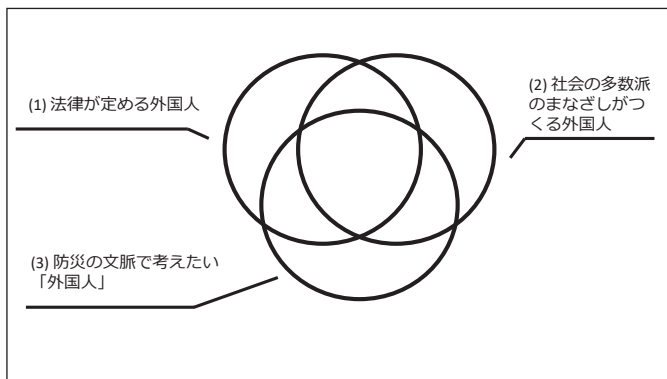 (1) 法律が定める外国人
(2) 社会の多数派
のまなざしがつ
くる外国人
(3) 防災の文脈で考えたい
「外国人」